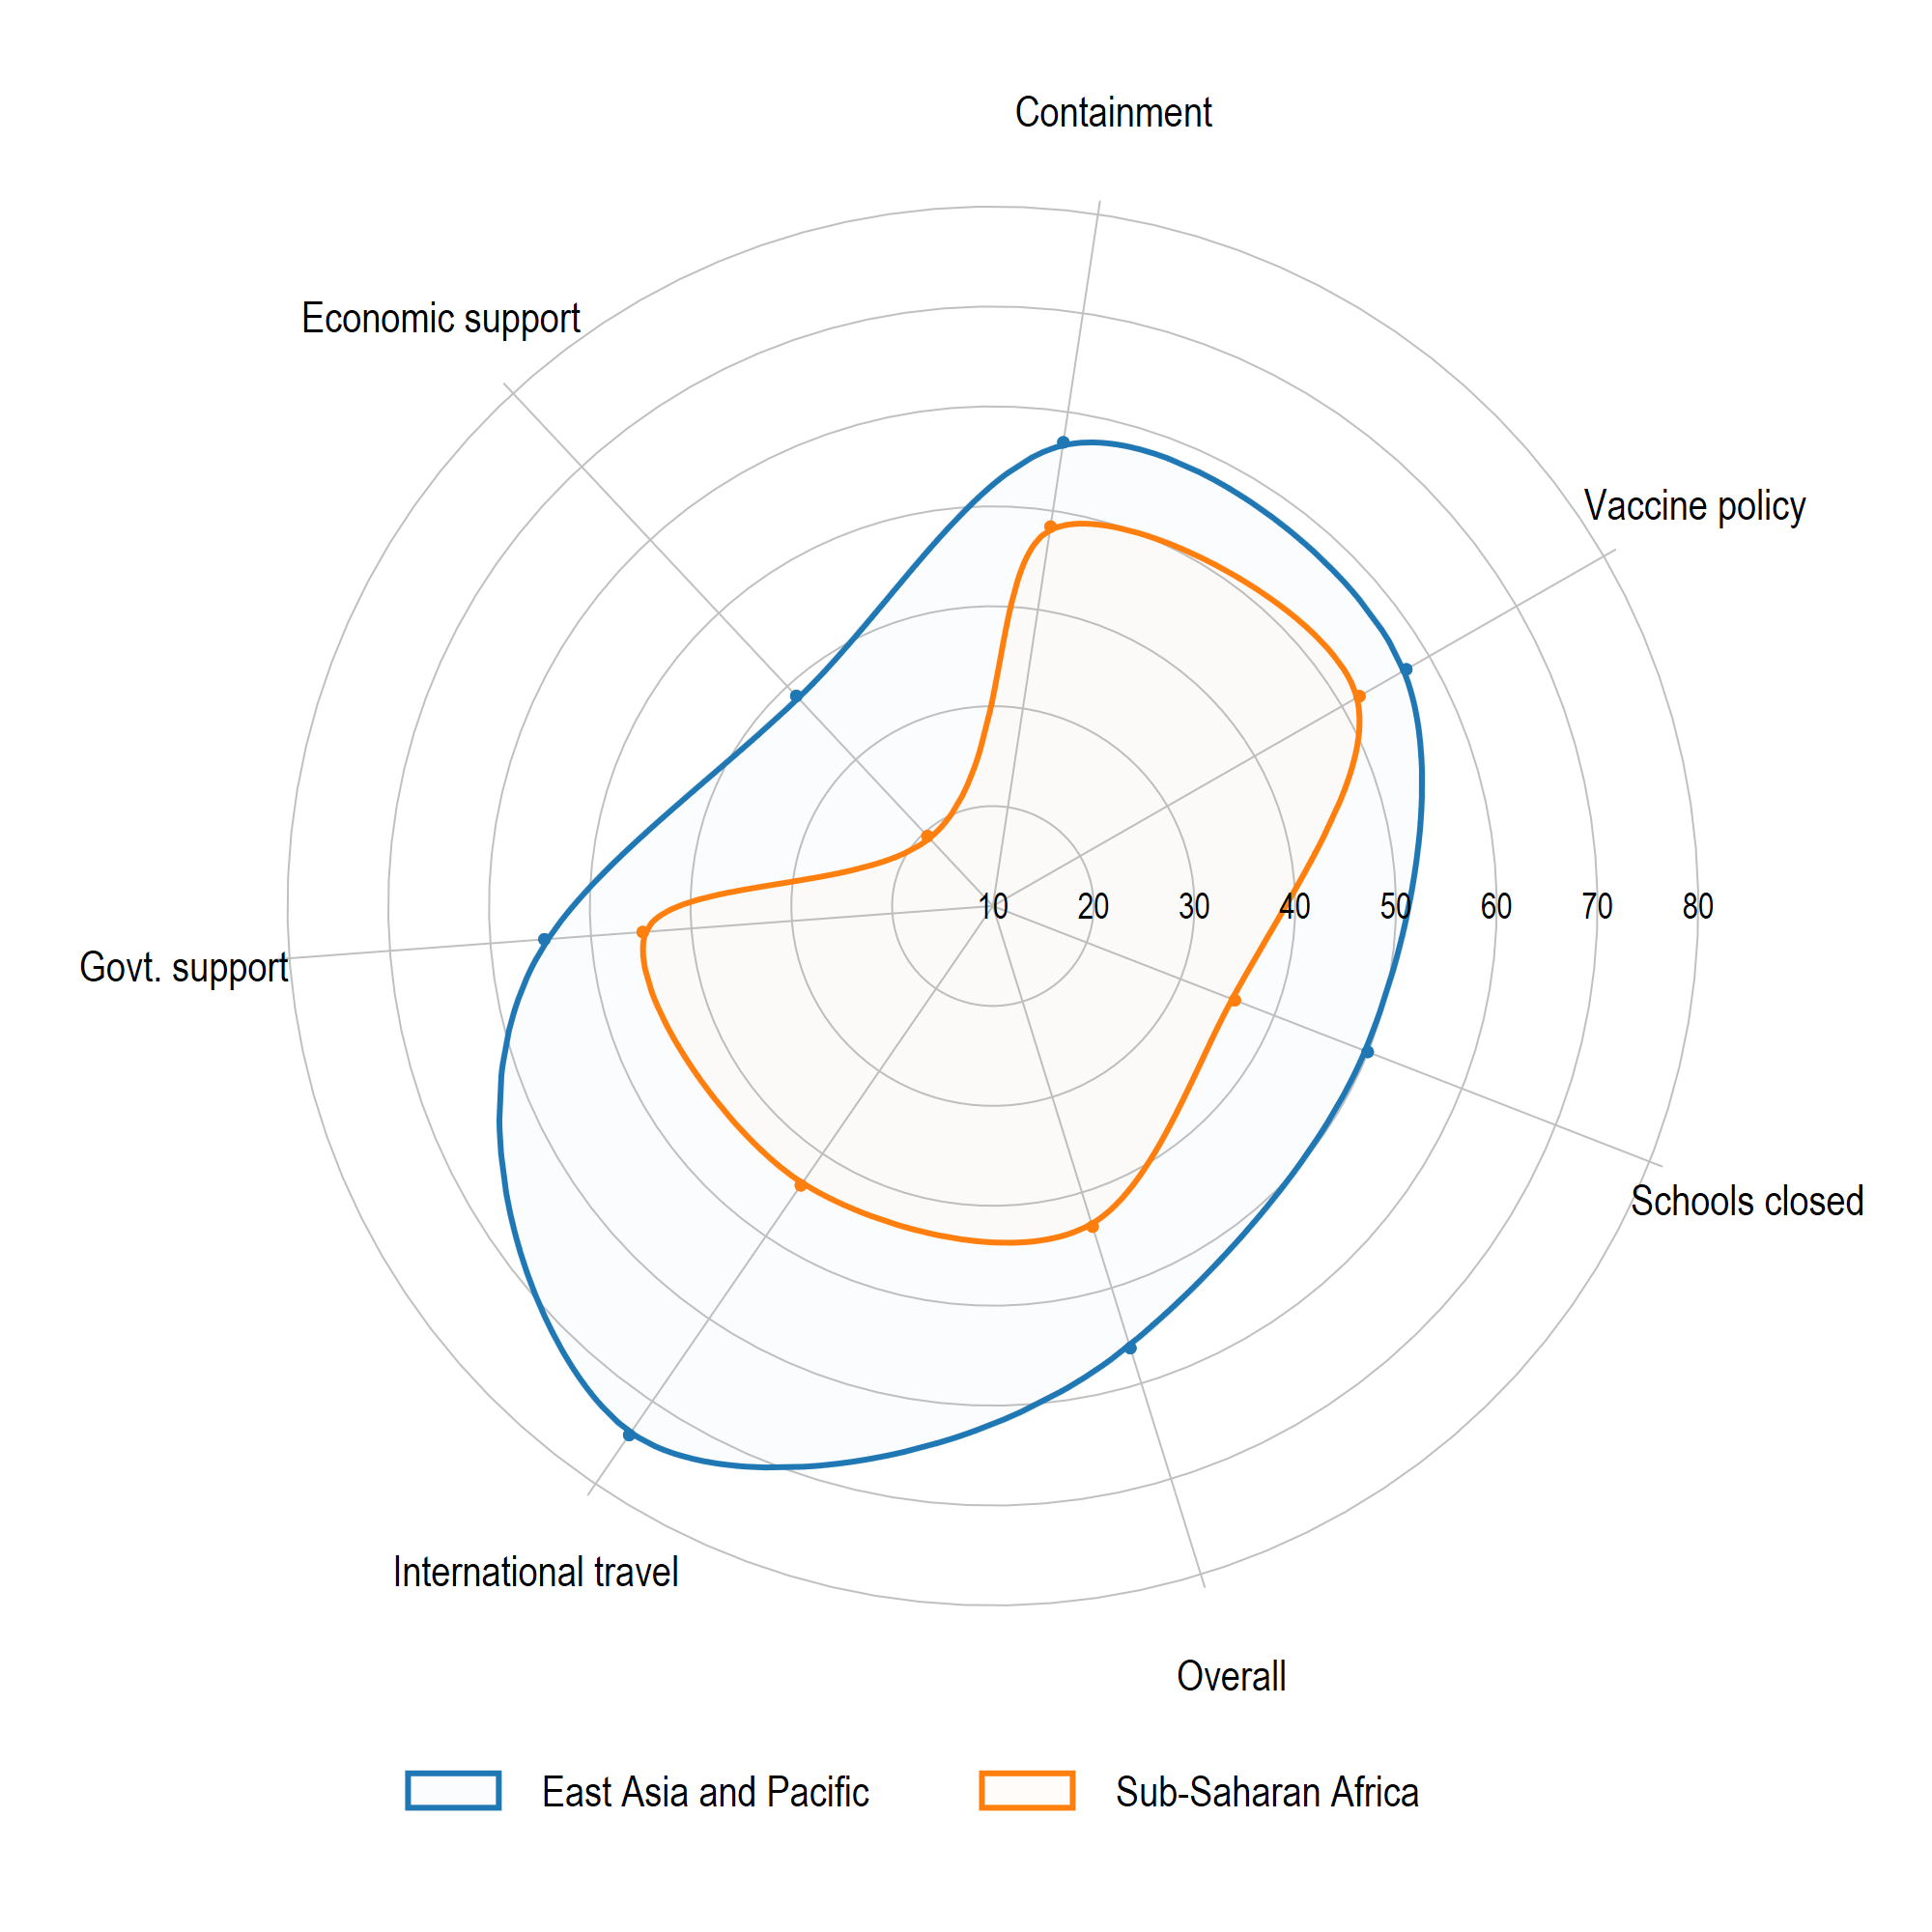 Containment
Economic support
Vaccine policy
10 20 30 40 50 60 70 80
Govt. support
Schools closed
International travel
Overall
East Asia and Pacific Sub-Saharan Africa